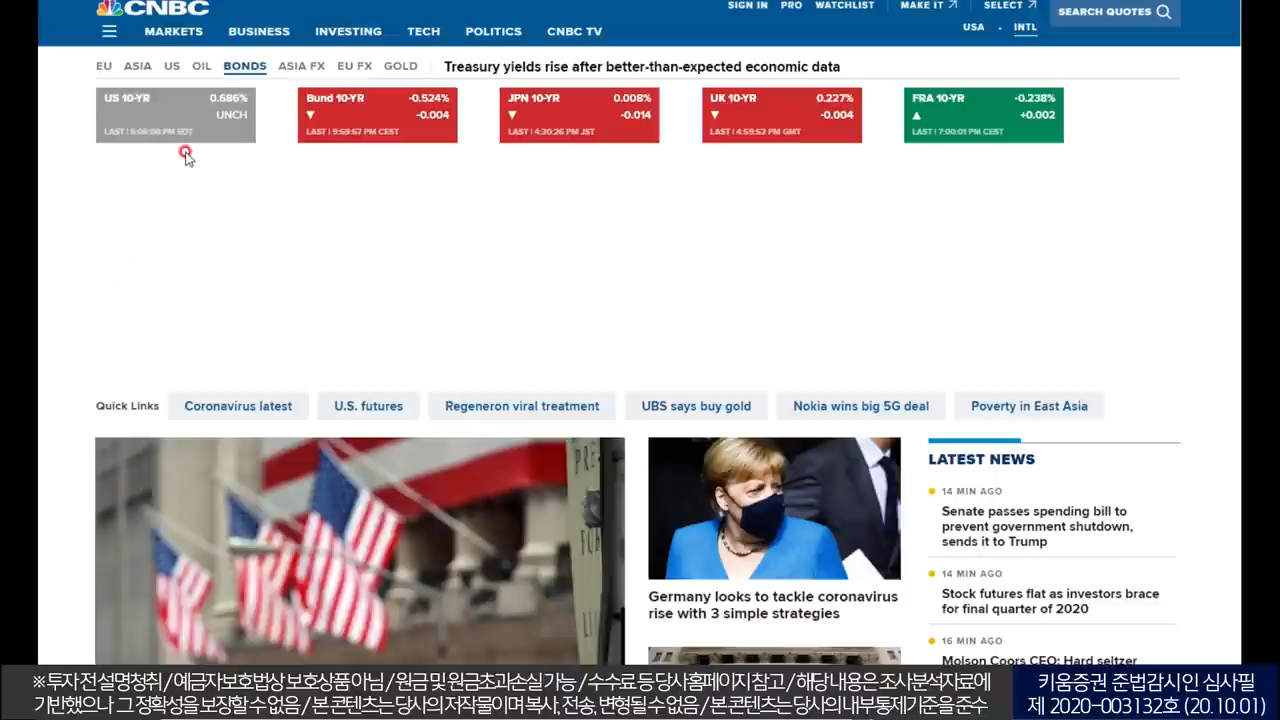 CNBC
SIGN IN PRO WATCHLIST MAKE IT SELECT SEARCH QUOTES
MARKETS BUSINESS INVESTING TECH POLITICS CNBC TV
USA - INTL
EU ASIA US OIL BONDS ASIA FX EU FX GOLD Treasury yields rise after better-than-expected economic data
US 10-YR 0.686%
UNCH
LAST | EDT
Bund 10-YR -0.524%
▼ -0.004
LAST | 9:59:57 PM CEST
JPN 10-YR 0.008%
▼ -0.014
LAST | 4:30:26 PM JST
UK 10-YR 0.227%
▼ -0.004
LAST | 4:59:52 PM GMT
FRA 10-YR -0.238%
▲ +0.002
LAST | 7:00:01 PM CEST
Quick Links Coronavirus latest U.S. futures Regeneron viral treatment UBS says buy gold Nokia wins big 5G deal Poverty in East Asia
Germany looks to tackle coronavirus
rise with 3 simple strategies
LATEST NEWS
14 MIN AGO
Senate passes spending bill to
prevent government shutdown,
sends it to Trump
14 MIN AGO
Stock futures flat as investors brace
for final quarter of 2020
16 MIN AGO
Molson Coors CEO: Hard seltzer
※투자 전 설명청취 / 예금자보호법상 보호상품 아님 / 원금 및 원금초과손실 가능 / 수수료 등 당사홈페이지 참고 / 해당 내용은 조사분석자료에
기반했으나 그 정확성을 보장할 수 없음 / 본 콘텐츠는 당사의 저작물이며 복사, 전송, 변형될 수 없음 / 본 콘텐츠는 당사의 내부통제기준을 준수
키움증권 준법감시인 심사필
제 2020-003132호 (20.10.01)